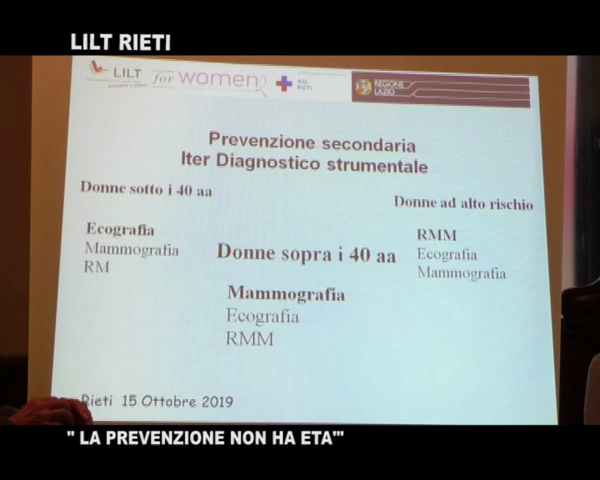 LILT RIETI
LILT
for women
ASL
RIETI
REGIONE
LAZIO
Prevenzione secondaria
Iter Diagnostico strumentale
Donne sotto i 40 aa
Ecografia
Mammografia
RM
Donne sopra i 40 aa
Mammografia
Ecografia
RMM
Donne ad alto rischio
RMM
Ecografia
Mammografia
Rieti 15 Ottobre 2019
" LA PREVENZIONE NON HA ETA'"